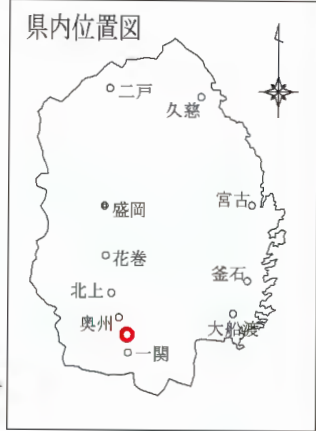 県内位置図
二戸
久慈
盛岡
宮古
花巻
釜石
北上
奥州
大船渡
一関